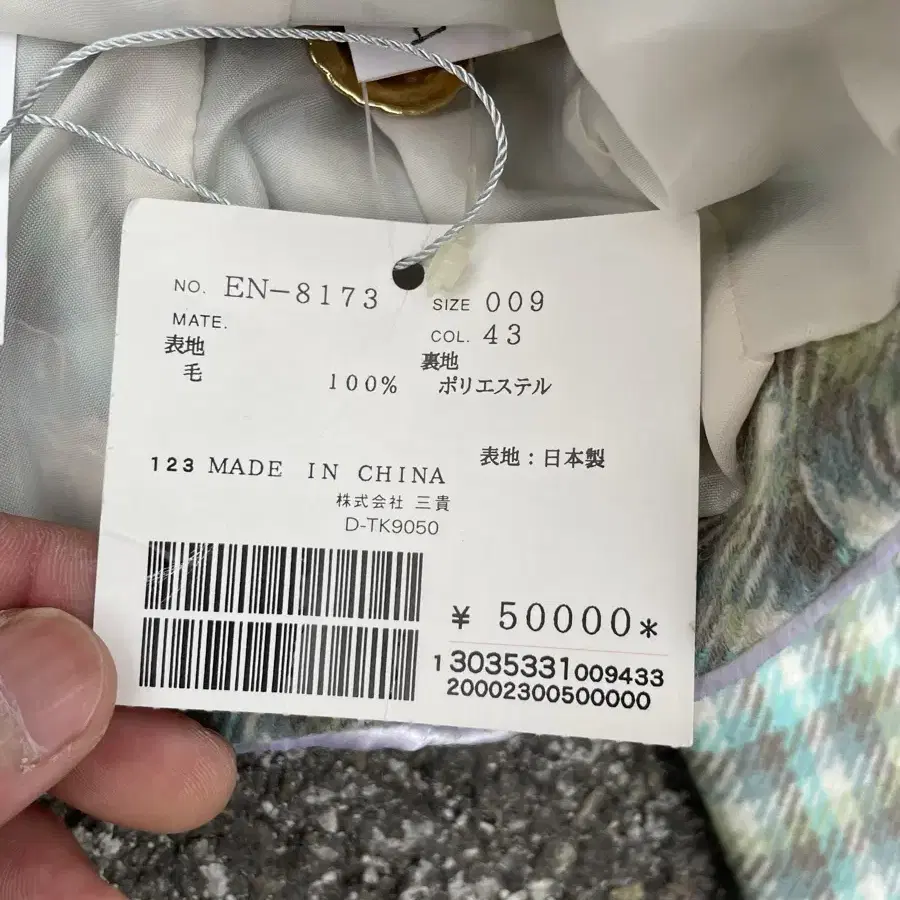 NO. EN-8173 SIZE 009
MATE. COL. 43
表地 裏地
毛 100% ポリエステル
表地：日本製
123 MADE IN CHINA
株式会社 三貴
D-TK9050
¥ 50000*
13035331009433
20002300500000